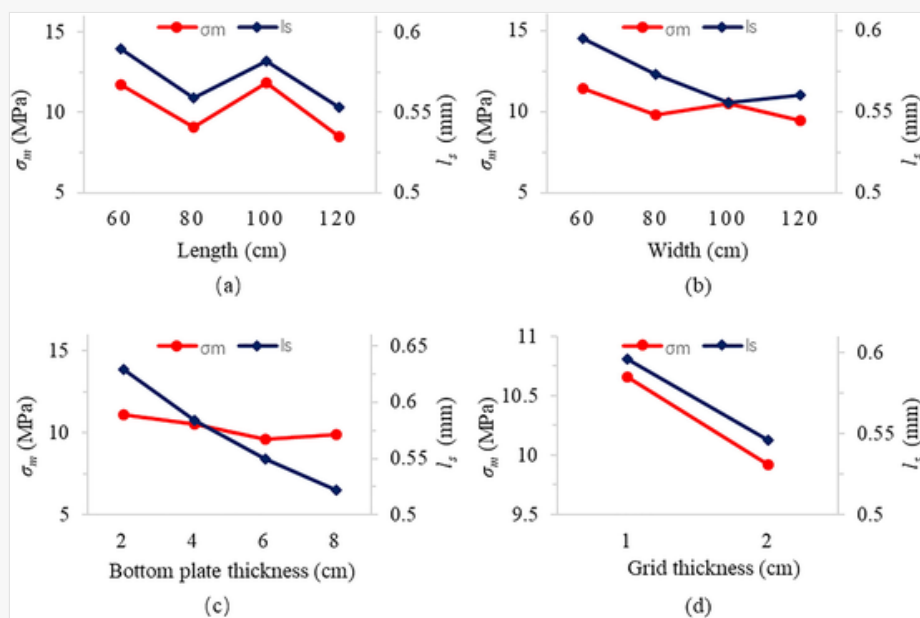 σm ls
15
10
5
σm (MPa)
0.6
0.55
0.5
ls (mm)
60 80 100 120
Length (cm)
(a)
σm ls
15
10
5
σm (MPa)
0.6
0.55
0.5
ls (mm)
60 80 100 120
Width (cm)
(b)
σm ls
15
10
5
σm (MPa)
0.65
0.6
0.55
0.5
ls (mm)
2 4 6 8
Bottom plate thickness (cm)
(c)
σm ls
11
10.5
10
9.5
σm (MPa)
0.6
0.55
0.5
ls (mm)
1 2
Grid thickness (cm)
(d)